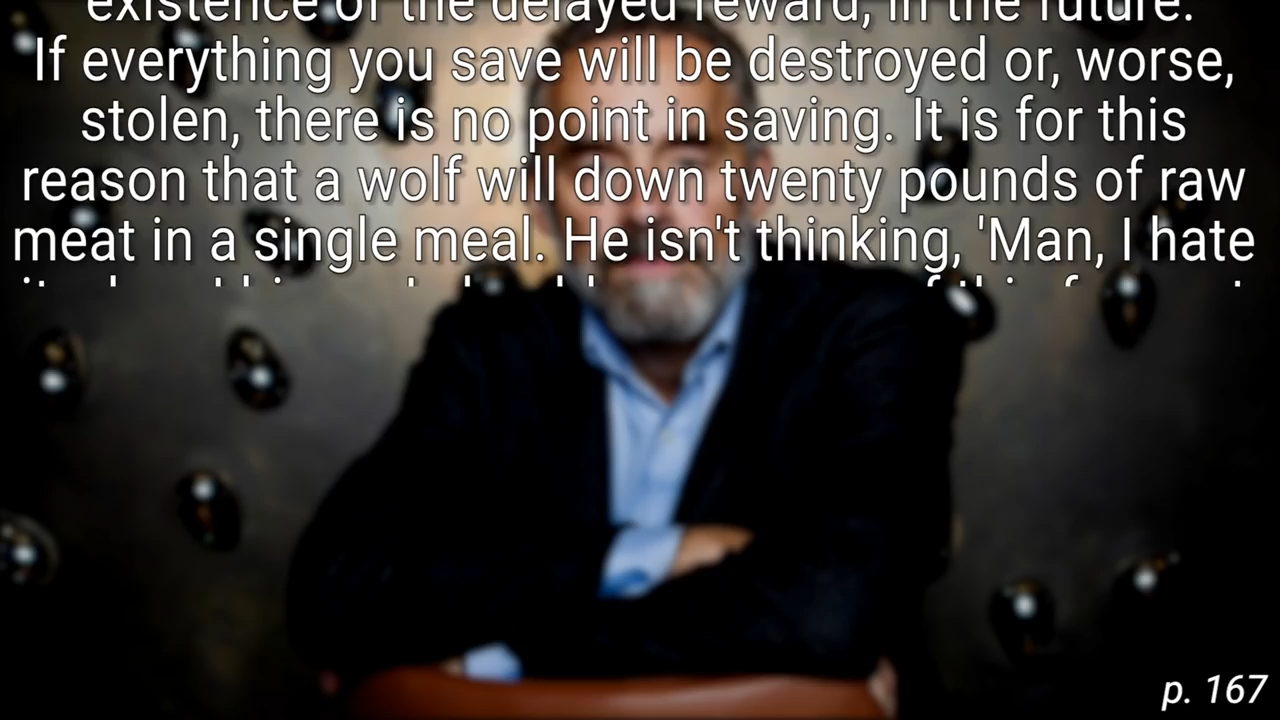 existence of the delayed reward, in the future.
If everything you save will be destroyed or, worse,
stolen, there is no point in saving. It is for this
reason that a wolf will down twenty pounds of raw
meat in a single meal. He isn't thinking, 'Man, I hate
p. 167